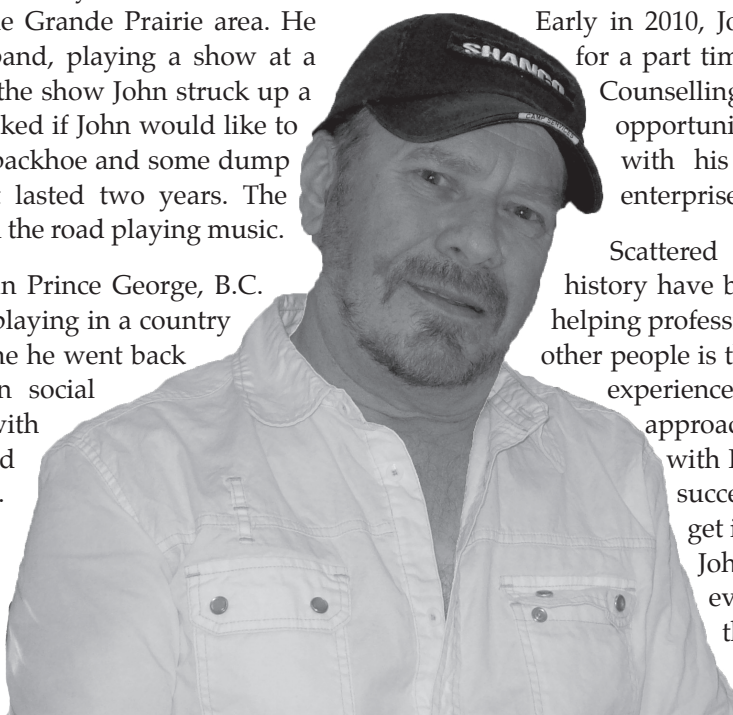 e Grande Prairie area. He
band, playing a show at a
the show John struck up a
ked if John would like to
backhoe and some dump
t lasted two years. The
the road playing music.
n Prince George, B.C.
playing in a country
ne he went back
n social
with
d
.
SHANCO
CAMP SERVICES
Early in 2010, Jo
for a part tim
Counselling
opportuni
with his
enterprise
Scattered
history have b
helping profess
other people is t
experience
approac
with
succe
get i
Joh
ev
th